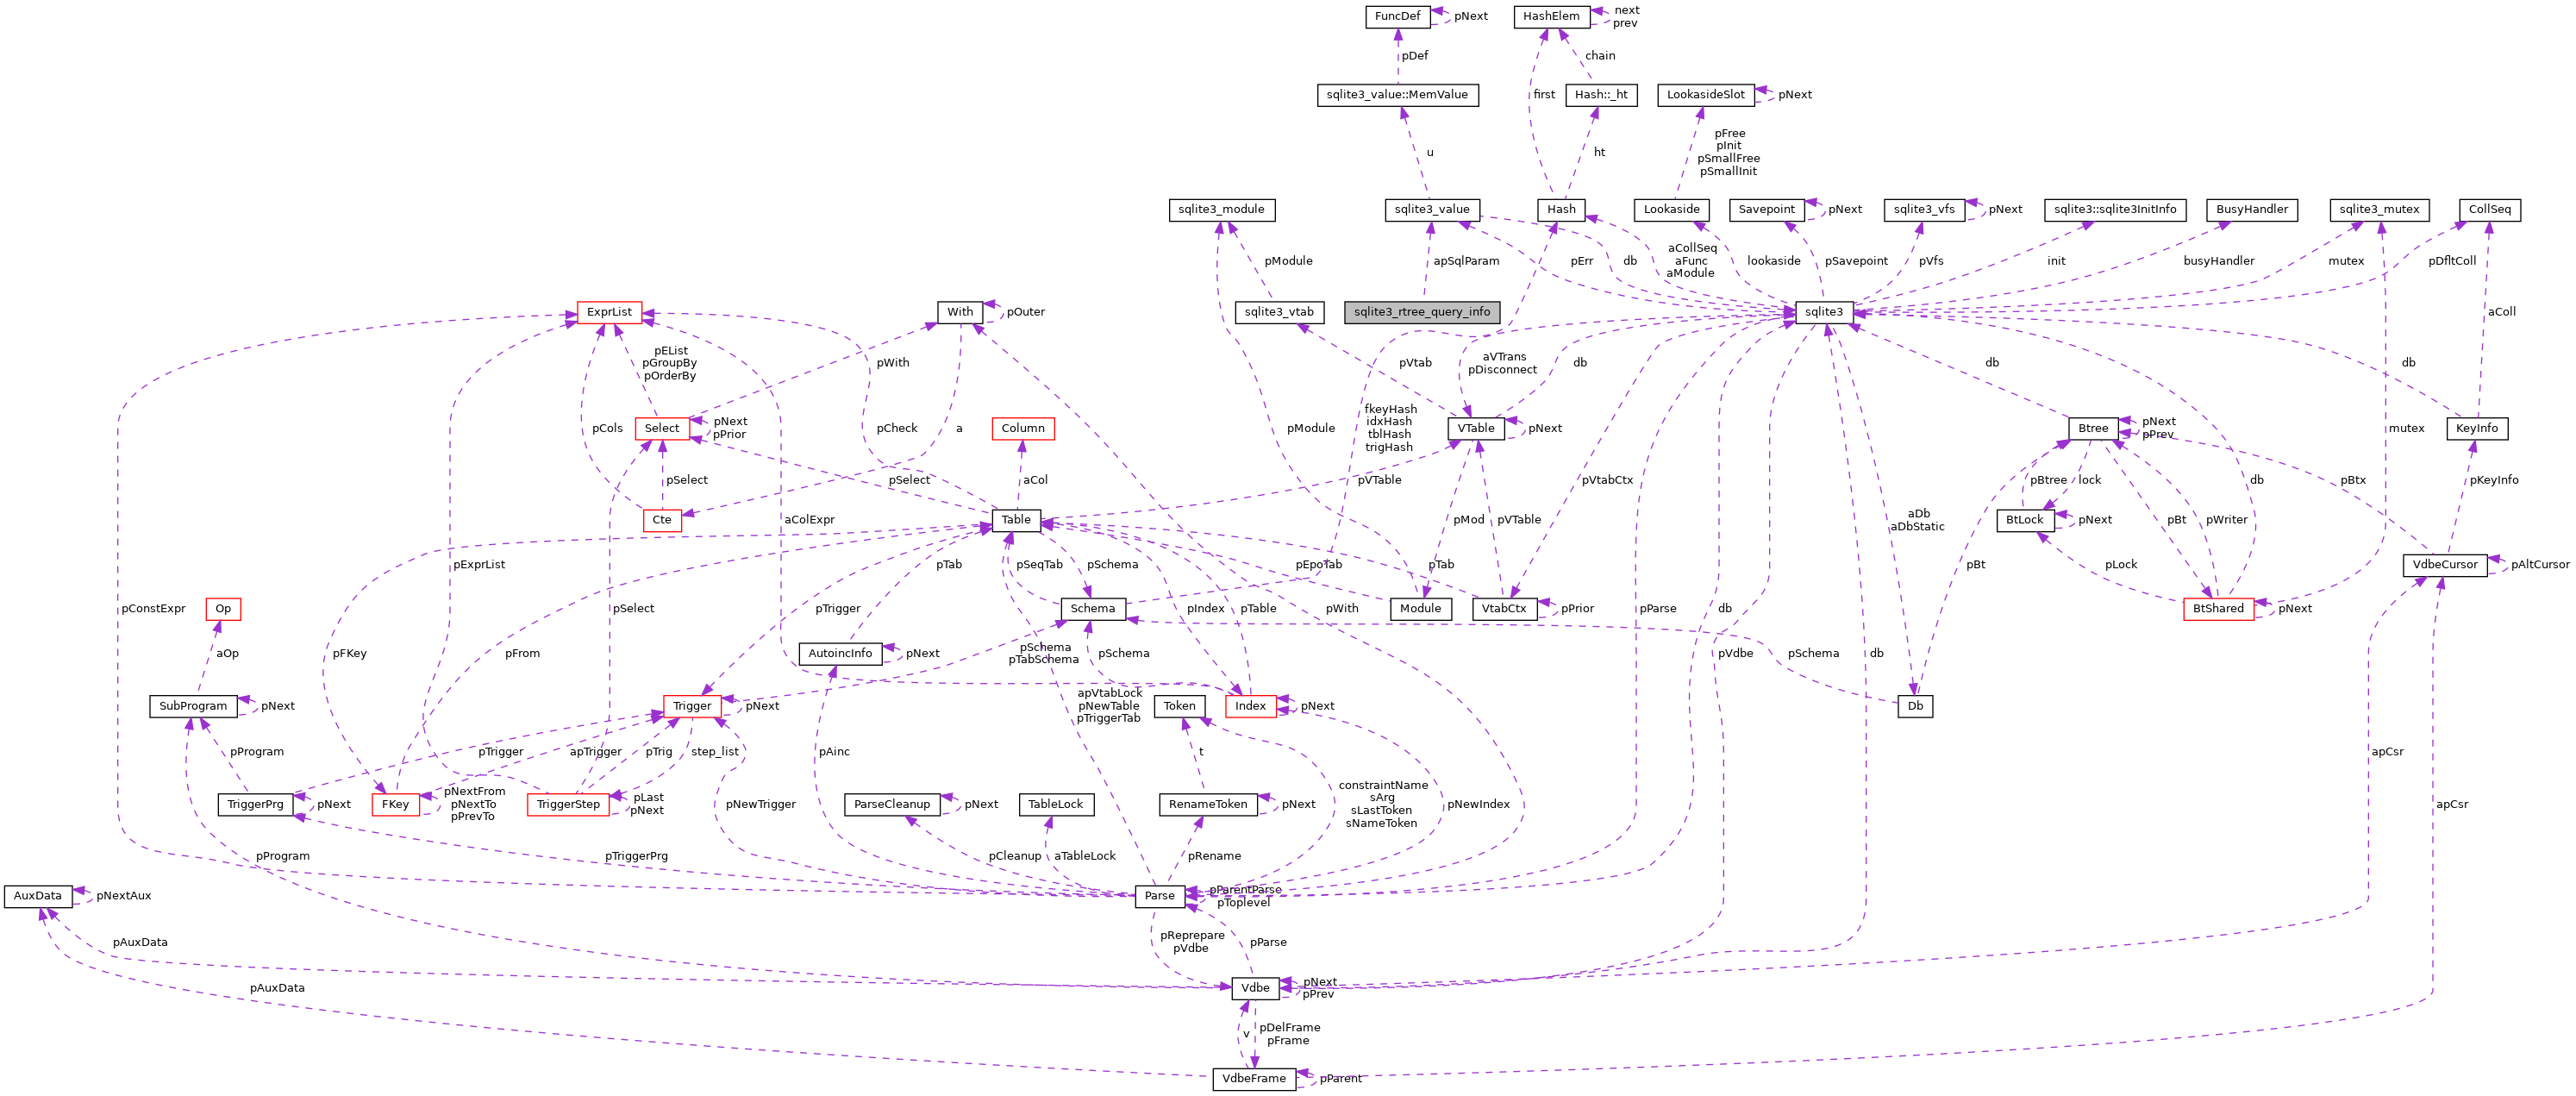 FuncDef
pNext
HashElem
next
prev
pDef
chain
sqlite3_value::MemValue
first
Hash::_ht
LookasideSlot
pNext
u
ht
pFree
pInit
pSmallFree
pSmallInit
sqlite3_module
sqlite3_value
Hash
Lookaside
Savepoint
pNext
sqlite3_vfs
pNext
sqlite3::sqlite3InitInfo
BusyHandler
sqlite3_mutex
CollSeq
pModule
apSqlParam
pErr
db
aCollSeq
aFunc
aModule
lookaside
pSavepoint
pVfs
init
busyHandler
mutex
pDfltColl
ExprList
With
pOuter
sqlite3_vtab
sqlite3_rtree_query_info
sqlite3
aColl
pEList
pGroupBy
pOrderBy
pWith
pVtab
aVTrans
pDisconnect
db
db
db
pCols
Select
pNext
pPrior
pCheck
a
Column
pModule
fkeyHash
idxHash
tblHash
trigHash
VTable
pNext
Btree
pNext
pPrev
mutex
KeyInfo
pSelect
pSelect
aCol
pVTable
pVtabCtx
pBtree
lock
db
pBtx
pKeyInfo
Cte
aColExpr
Table
pMod
pVTable
aDb
aDbStatic
BtLock
pNext
pBt
pWriter
pExprList
pTab
pSeqTab
pSchema
pEpoTab
pTab
pBt
pLock
VdbeCursor
pAltCursor
pConstExpr
Op
pSelect
pTrigger
Schema
pIndex
pTable
pWith
Module
VtabCtx
pPrior
pParse
db
BtShared
pNext
aOp
pFKey
pFrom
AutoincInfo
pNext
pSchema
pTabSchema
pSchema
pVdbe
pSchema
db
SubProgram
pNext
Trigger
pNext
apVtabLock
pNewTable
pTriggerTab
Token
Index
pNext
Db
pProgram
pTrigger
apTrigger
pTrig
step_list
pAinc
t
apCsr
TriggerPrg
pNext
FKey
pNextFrom
pNextTo
pPrevTo
TriggerStep
pLast
pNext
pNewTrigger
ParseCleanup
pNext
TableLock
RenameToken
pNext
constraintName
sArg
sLastToken
sNameToken
pNewIndex
apCsr
pProgram
pTriggerPrg
pCleanup
aTableLock
pRename
AuxData
pNextAux
Parse
pParentParse
pToplevel
pAuxData
pReprepare
pVdbe
pParse
pAuxData
Vdbe
pNext
pPrev
v
pDelFrame
pFrame
VdbeFrame
pParent